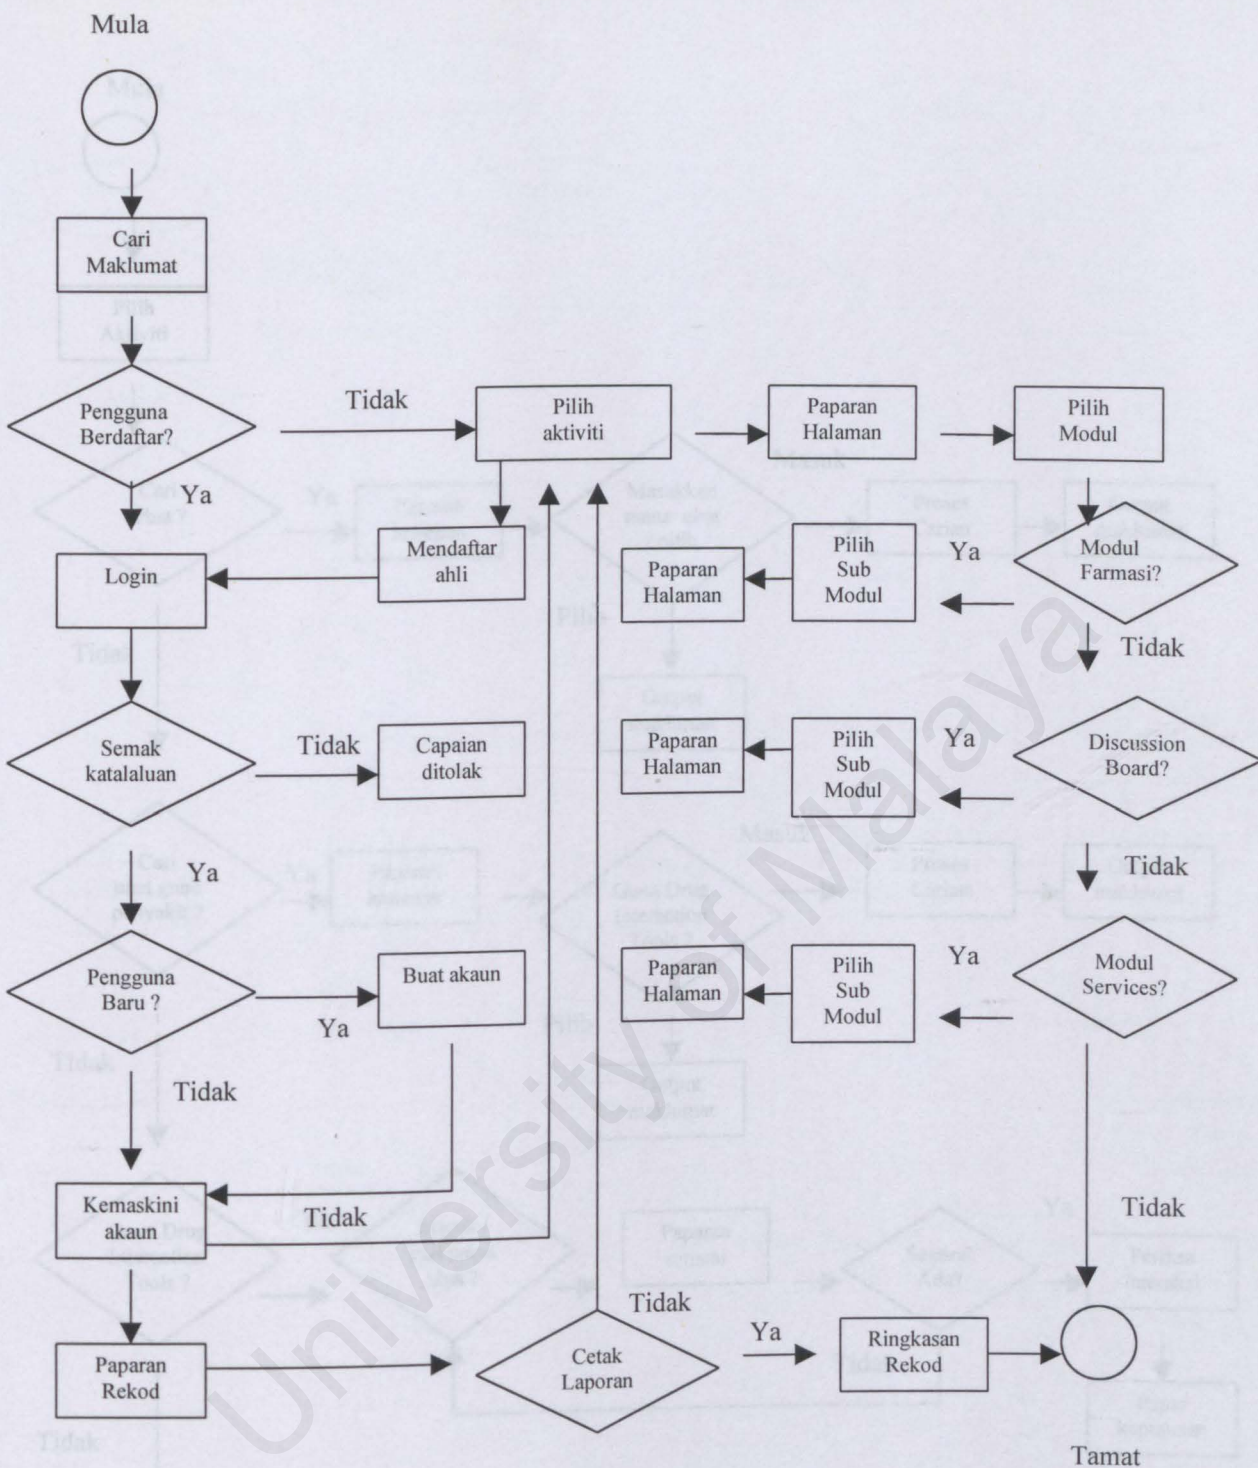 Mula
Cari
Maklumat
Pengguna
Berdaftar?
Tidak
Pilih
aktiviti
Paparan
Halaman
Pilih
Modul
Ya
Login
Mendaftar
ahli
Paparan
Halaman
Pilih
Sub
Modul
Ya
Modul
Farmasi?
Tidak
Semak
katalaluan
Tidak
Capaian
ditolak
Paparan
Halaman
Pilih
Sub
Modul
Ya
Discussion
Board?
Ya
Tidak
Pengguna
Baru ?
Ya
Buat akaun
Paparan
Halaman
Pilih
Sub
Modul
Ya
Modul
Services?
Tidak
Kemaskini
akaun
Tidak
Tidak
Paparan
Rekod
Tidak
Cetak
Laporan
Ya
Ringkasan
Rekod
Tamat
University of Malaya